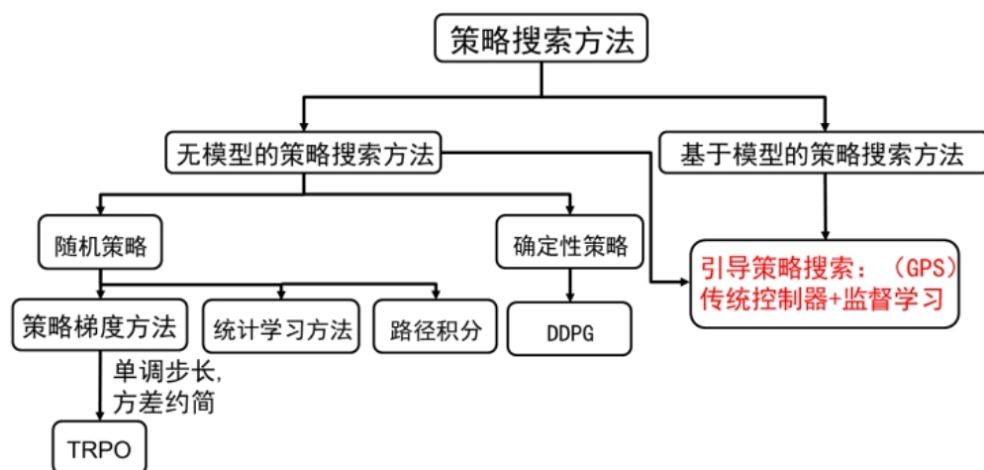 策略搜索方法
无模型的策略搜索方法
基于模型的策略搜索方法
随机策略
确定性策略
引导策略搜索：（GPS）
传统控制器+监督学习
策略梯度方法
统计学习方法
路径积分
DDPG
单调步长,
方差约简
TRPO